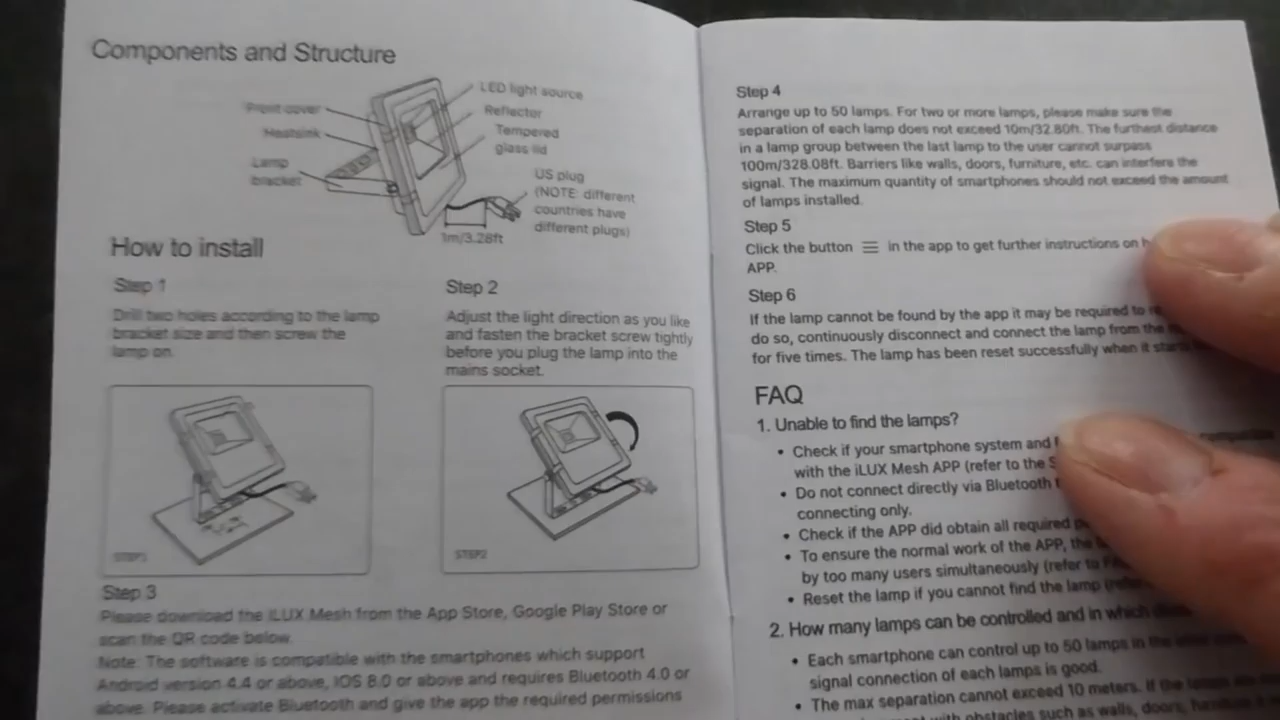 Components and Structure
Front cover
Heatsink
Lamp
bracket
LED light source
Reflector
Tempered
glass lid
US plug
(NOTE: different
countries have
different plugs)
1m/3.28ft
How to install
Step 1
Drill two holes according to the lamp
bracket size and then screw the
lamp on.
STEP1
Step 2
Adjust the light direction as you like
and fasten the bracket screw tightly
before you plug the lamp into the
mains socket.
STEP2
Step 3
Please download the iLUX Mesh from the App Store, Google Play Store or
scan the QR code below.
Note: The software is compatible with the smartphones which support
Android version 4.4 or above, IOS 8.0 or above and requires Bluetooth 4.0 or
above. Please activate Bluetooth and give the app the required permissions
Step 4
Arrange up to 50 lamps. For two or more lamps, please make sure the
separation of each lamp does not exceed 10m/32.80ft. The furthest distance
in a lamp group between the last lamp to the user cannot surpass
100m/328.08ft. Barriers like walls, doors, furniture, etc. can interfere the
signal. The maximum quantity of smartphones should not exceed the amount
of lamps installed.
Step 5
Click the button ☰ in the app to get further instructions on
APP.
Step 6
If the lamp cannot be found by the app it may be required to
do so, continuously disconnect and connect the lamp from the
for five times. The lamp has been reset successfully when it
FAQ
1. Unable to find the lamps?
• Check if your smartphone system and
with the iLUX Mesh APP (refer to the
• Do not connect directly via Bluetooth
connecting only.
• Check if the APP did obtain all required
• To ensure the normal work of the APP, the
by too many users simultaneously (refer to
• Reset the lamp if you cannot find the lamp
2. How many lamps can be controlled and in which
• Each smartphone can control up to 50 lamps in the
signal connection of each lamps is good.
• The max separation cannot exceed 10 meters. If the lamps
with obstacles such as walls, doors,